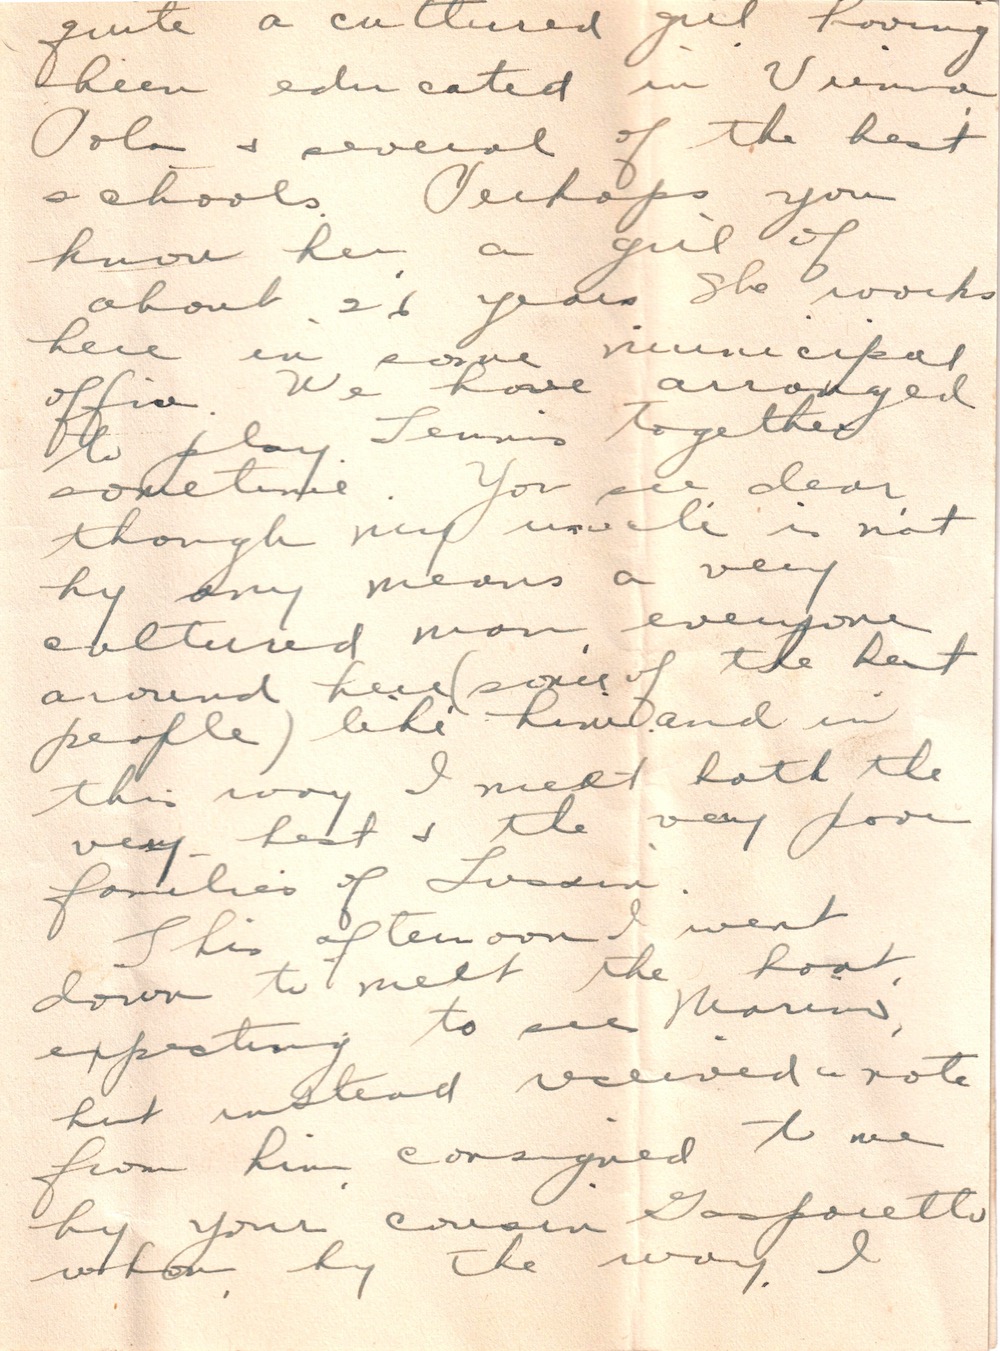 quite a cultured girl having
been educated in Vienna,
Pola & several of the best
schools. Perhaps you
know her, a girl of
about 26 years. She works
here in some municipal
office. We have arranged
to play Tennis together
sometime. You see, dear,
though my uncle is not
by any means a very
cultured man, everyone
around here (some of the best
people) like him and in
this way I meet both the
very best & the very poor
families of Lussin.
This afternoon I went
down to meet the boat,
expecting to see Marino,
but instead received a note
from him, consigned to me
by your cousin Gasparetto
whom, by the way, I